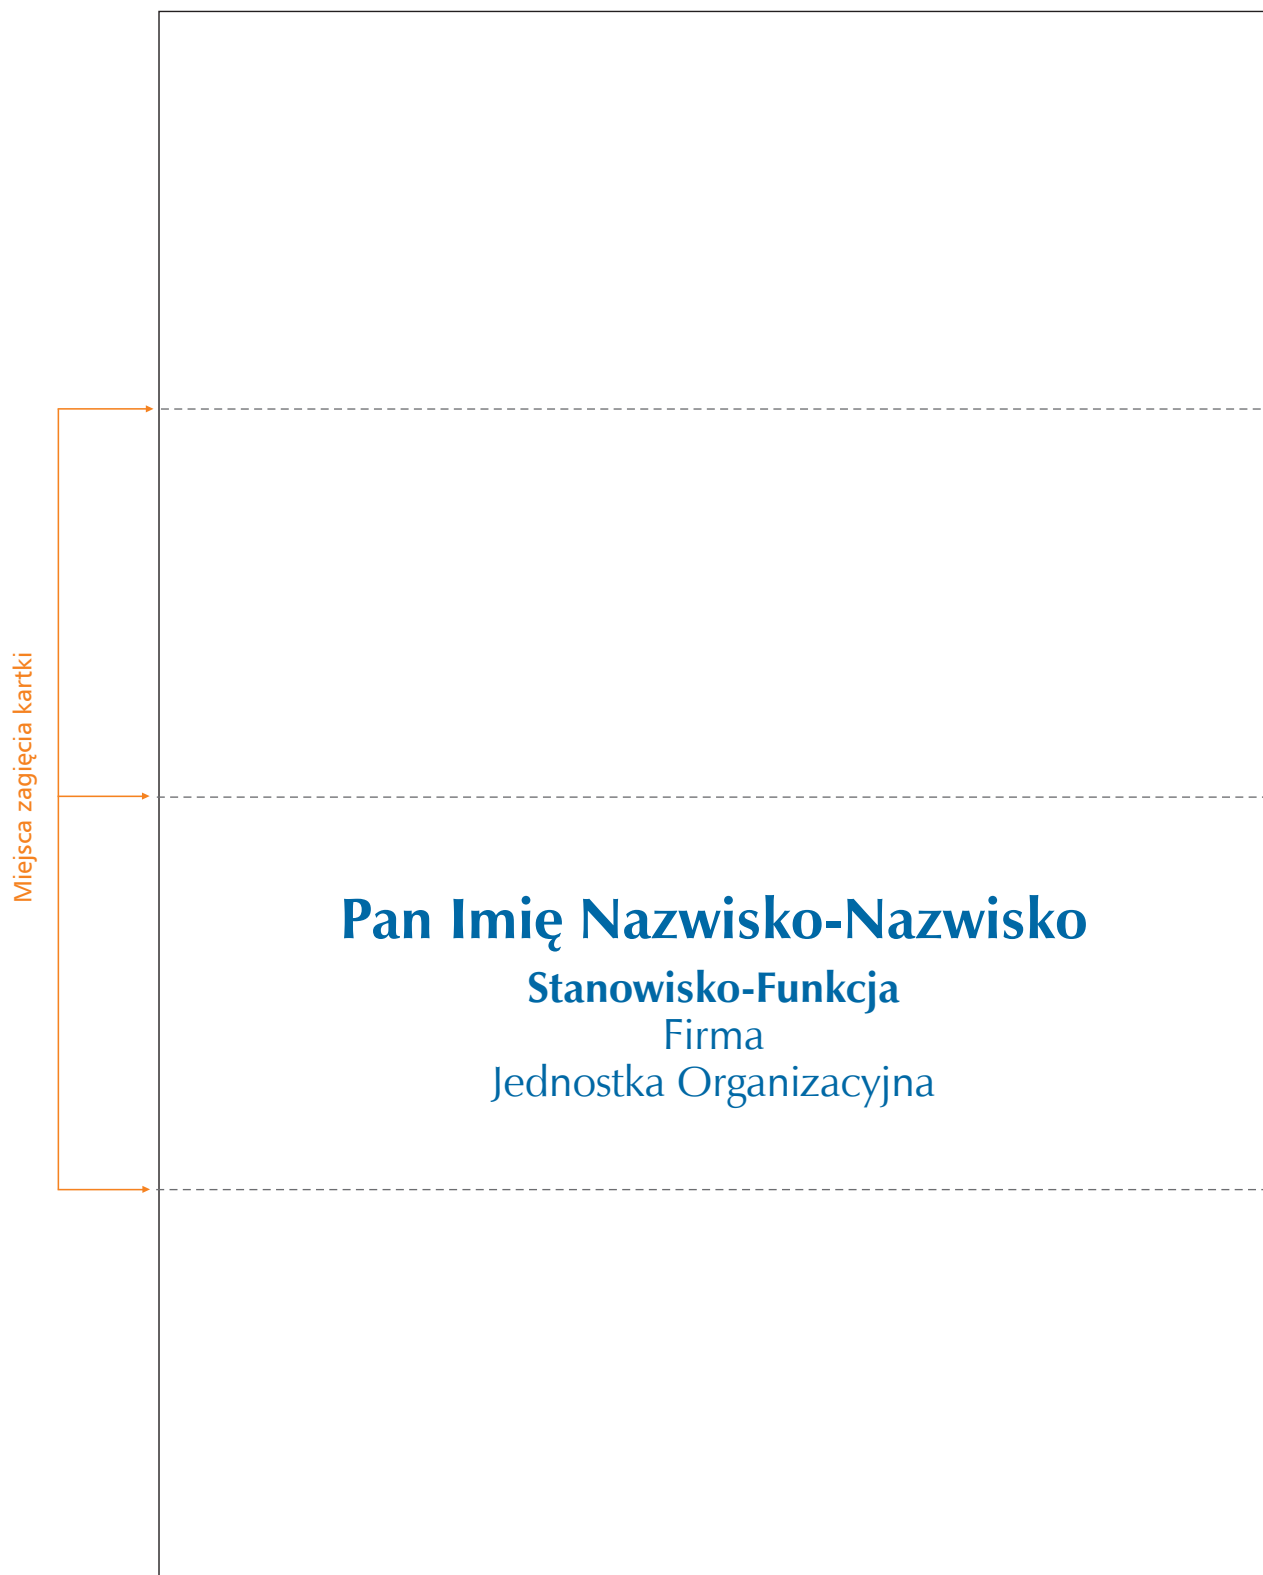 Miejsca zagięcia kartki
Pan Imię Nazwisko-Nazwisko
Stanowisko-Funkcja
Firma
Jednostka Organizacyjna